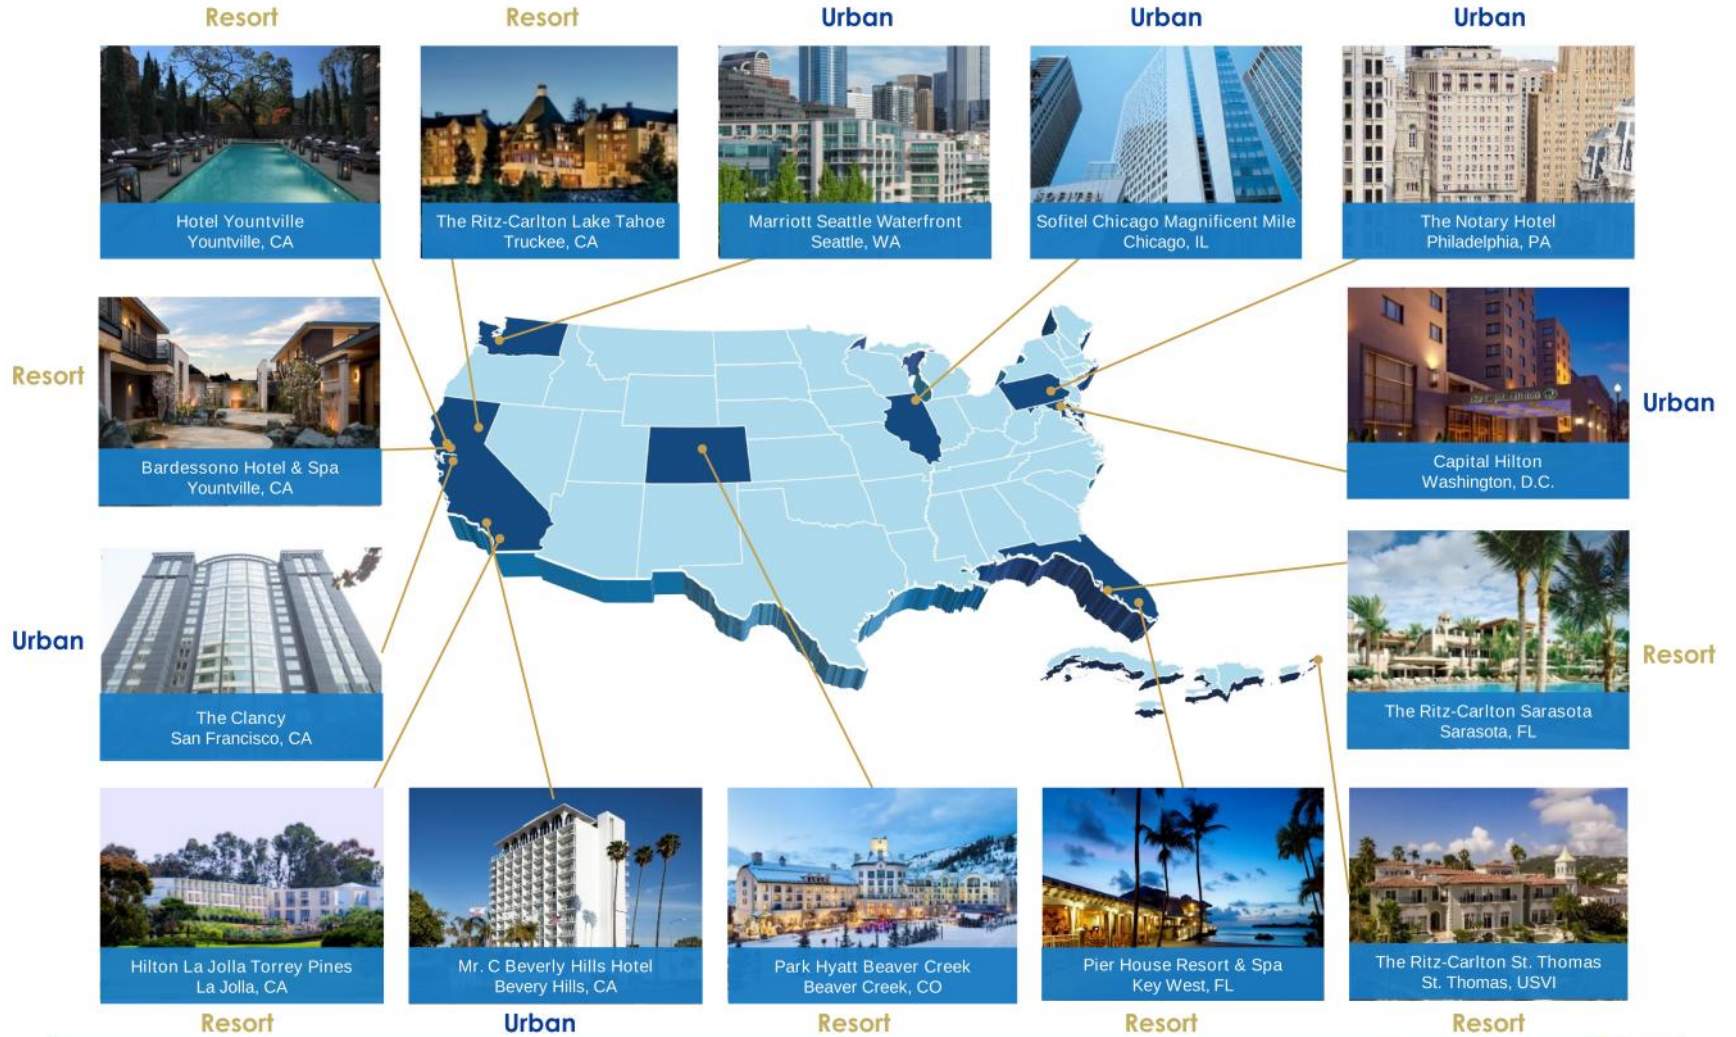 Resort
Resort
Urban
Urban
Urban
Hotel Yountville
Yountville, CA
The Ritz-Carlton Lake Tahoe
Truckee, CA
Marriott Seattle Waterfront
Seattle, WA
Sofitel Chicago Magnificent Mile
Chicago, IL
The Notary Hotel
Philadelphia, PA
Resort
Bardessono Hotel & Spa
Yountville, CA
Urban
Capital Hilton
Washington, D.C.
Urban
The Clancy
San Francisco, CA
Resort
The Ritz-Carlton Sarasota
Sarasota, FL
Hilton La Jolla Torrey Pines
La Jolla, CA
Mr. C Beverly Hills Hotel
Bevery Hills, CA
Park Hyatt Beaver Creek
Beaver Creek, CO
Pier House Resort & Spa
Key West, FL
The Ritz-Carlton St. Thomas
St. Thomas, USVI
Resort
Urban
Resort
Resort
Resort